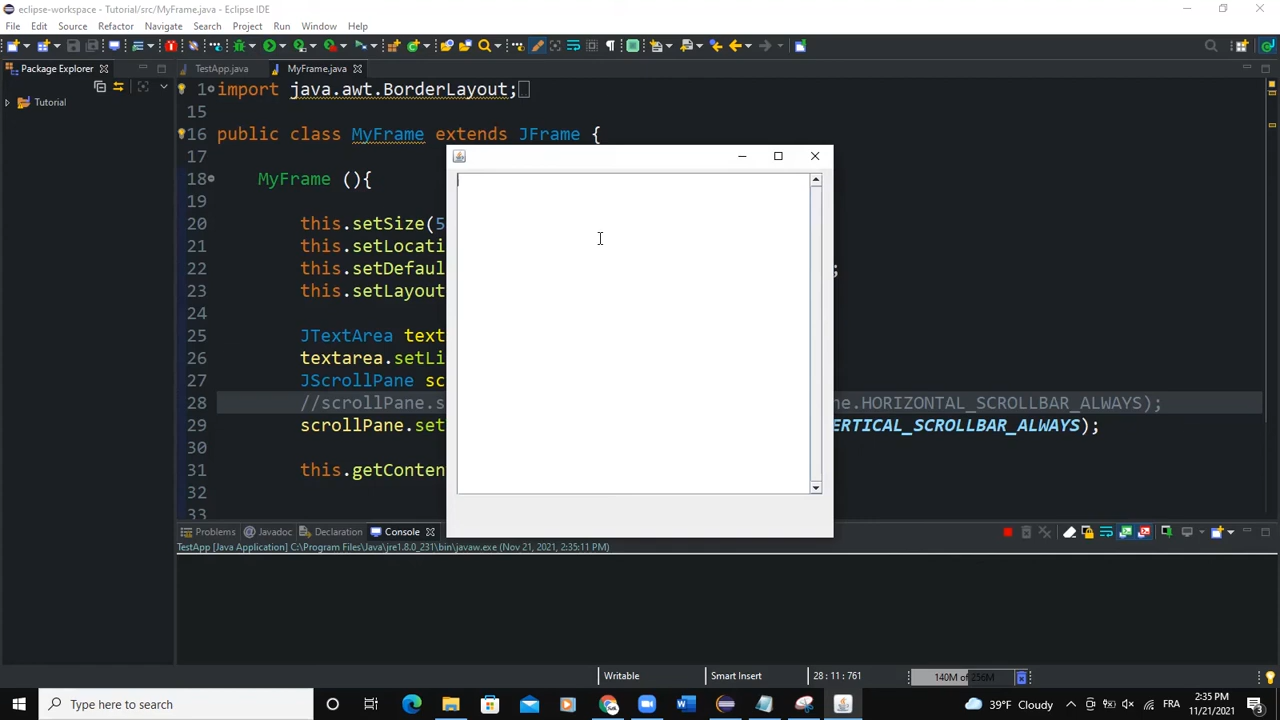 eclipse-workspace - Tutorial/src/MyFrame.java - Eclipse IDE
File Edit Source Refactor Navigate Search Project Run Window Help
Package Explorer TestApp.java MyFrame.java
Tutorial
1 import java.awt.BorderLayout;
15
16 public class MyFrame extends JFrame {
17
18 MyFrame (){
19
20 this.setSize(5
21 this.setLocati
22 this.setDefaul ;
23 this.setLayout
24
25 JTextArea text
26 textarea.setLi
27 JScrollPane sc
28 //scrollPane.s ne.HORIZONTAL_SCROLLBAR_ALWAYS);
29 scrollPane.set ERTICAL_SCROLLBAR_ALWAYS);
30
31 this.getConten
32
33
Problems Javadoc Declaration Console
TestApp [Java Application] C:\Program Files\Java\jre1.8.0_231\bin\javaw.exe (Nov 21, 2021, 2:35:11 PM)
Writable Smart Insert 28 : 11 : 761 140M of 256M
Type here to search
39°F Cloudy FRA 2:35 PM
11/21/2021
3